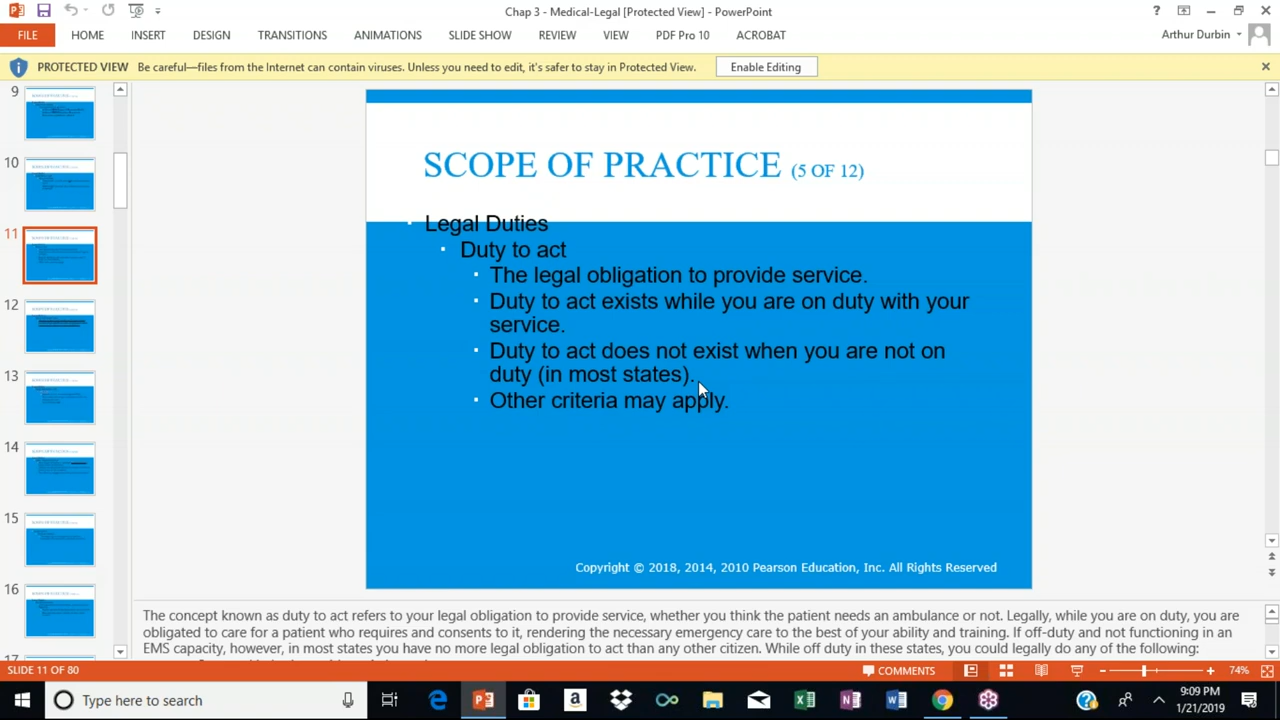 Chap 3 - Medical-Legal [Protected View] - PowerPoint
?
FILE HOME INSERT DESIGN TRANSITIONS ANIMATIONS SLIDE SHOW REVIEW VIEW PDF Pro 10 ACROBAT Arthur Durbin
PROTECTED VIEW Be careful—files from the Internet can contain viruses. Unless you need to edit, it's safer to stay in Protected View. Enable Editing
9
10
11
12
13
14
15
16
SCOPE OF PRACTICE (5 OF 12)
Legal Duties
Duty to act
The legal obligation to provide service.
Duty to act exists while you are on duty with your
service.
Duty to act does not exist when you are not on
duty (in most states).
Other criteria may apply.
Copyright © 2018, 2014, 2010 Pearson Education, Inc. All Rights Reserved
The concept known as duty to act refers to your legal obligation to provide service, whether you think the patient needs an ambulance or not. Legally, while you are on duty, you are
obligated to care for a patient who requires and consents to it, rendering the necessary emergency care to the best of your ability and training. If off-duty and not functioning in an
EMS capacity, however, in most states you have no more legal obligation to act than any other citizen. While off duty in these states, you could legally do any of the following:
SLIDE 11 OF 80 COMMENTS 74%
Type here to search
9:09 PM
1/21/2019